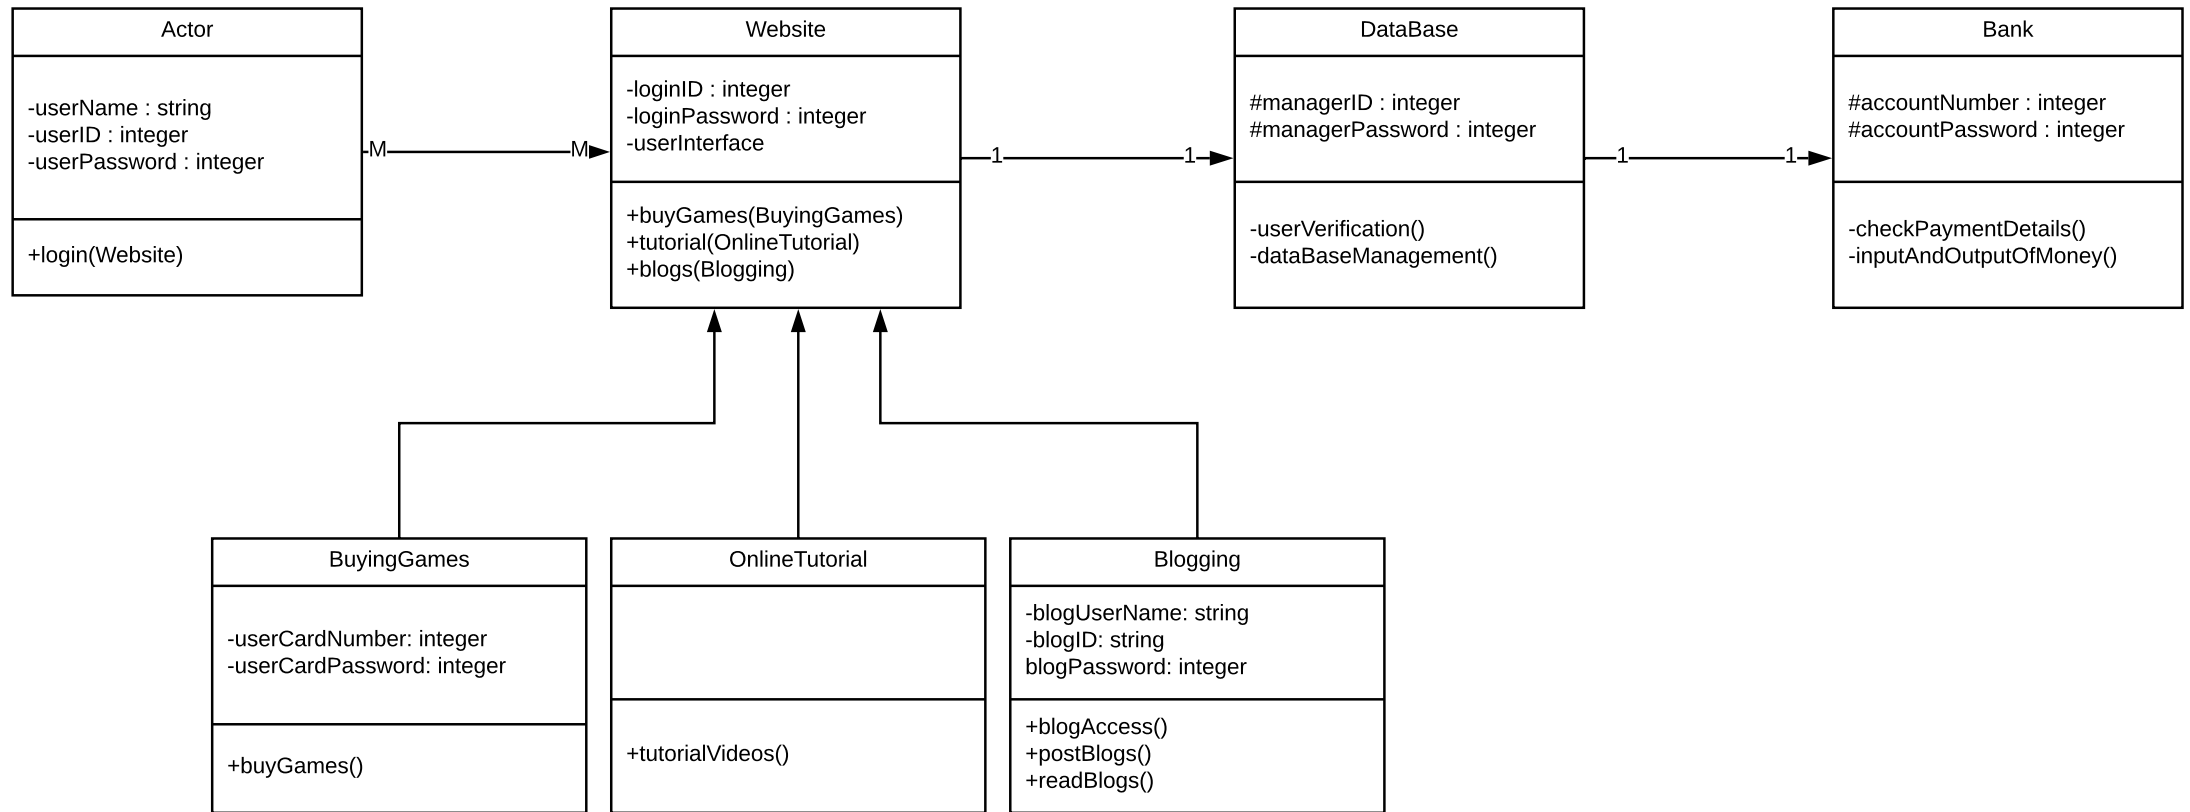 Actor
-userName : string
-userID : integer
-userPassword : integer
+login(Website)
M
M
Website
-loginID : integer
-loginPassword : integer
-userInterface
+buyGames(BuyingGames)
+tutorial(OnlineTutorial)
+blogs(Blogging)
1
1
DataBase
#managerID : integer
#managerPassword : integer
-userVerification()
-dataBaseManagement()
1
1
Bank
#accountNumber : integer
#accountPassword : integer
-checkPaymentDetails()
-inputAndOutputOfMoney()
BuyingGames
-userCardNumber: integer
-userCardPassword: integer
+buyGames()
OnlineTutorial
+tutorialVideos()
Blogging
-blogUserName: string
-blogID: string
blogPassword: integer
+blogAccess()
+postBlogs()
+readBlogs()